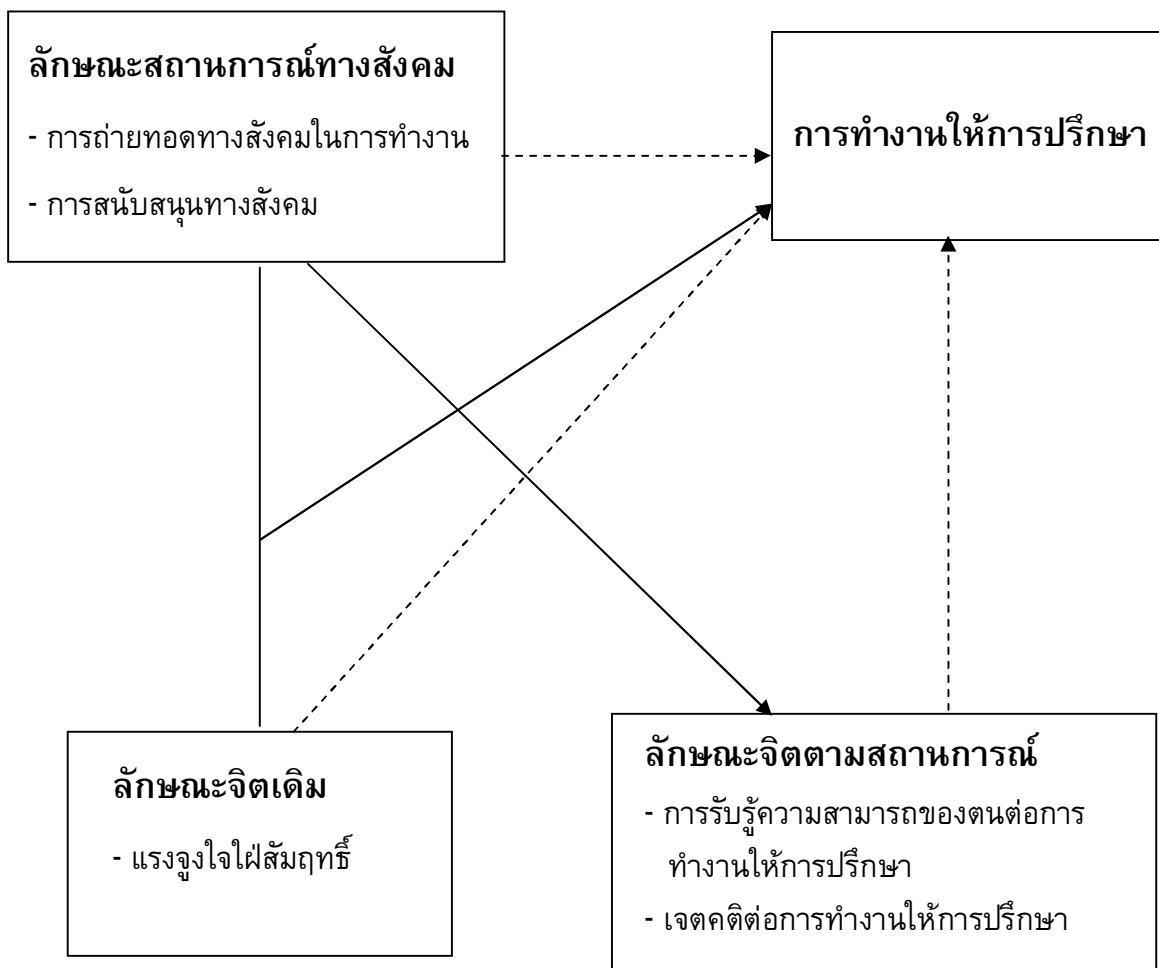 ลักษณะสถานการณ์ทางสังคม
- การถ่ายทอดทางสังคมในการทำงาน
- การสนับสนุนทางสังคม
การทำงานให้การปรึกษา
ลักษณะจิตเดิม
- แรงจูงใจใฝ่สัมฤทธิ์
ลักษณะจิตตามสถานการณ์
- การรับรู้ความสามารถของตนต่อการ
ทำงานให้การปรึกษา
- เจตคติต่อการทำงานให้การปรึกษา